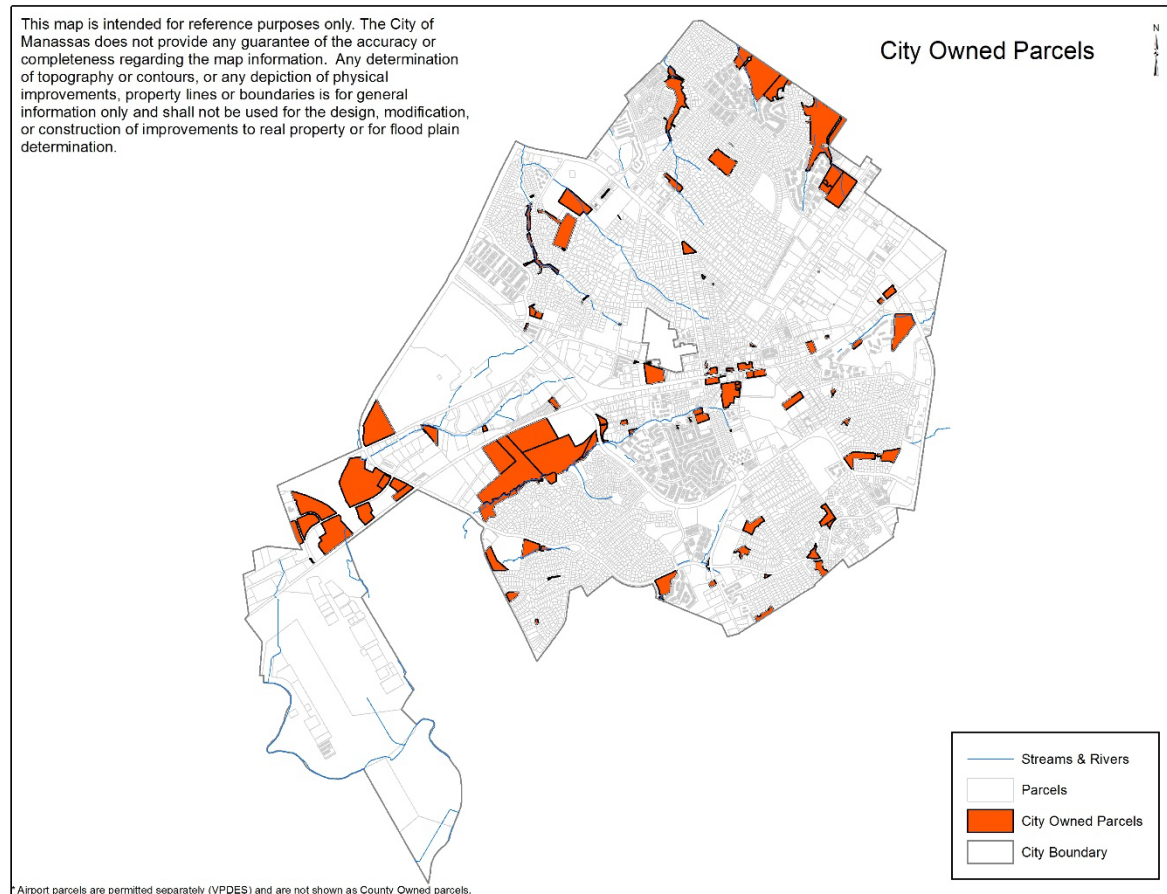 This map is intended for reference purposes only. The City of
Manassas does not provide any guarantee of the accuracy or
completeness regarding the map information.  Any determination
of topography or contours, or any depiction of physical
improvements, property lines or boundaries is for general
information only and shall not be used for the design, modification,
or construction of improvements to real property or for flood plain
determination.
City Owned Parcels
N
Streams & Rivers
Parcels
City Owned Parcels
City Boundary
* Airport parcels are permitted separately (VPDES) and are not shown as County Owned parcels.